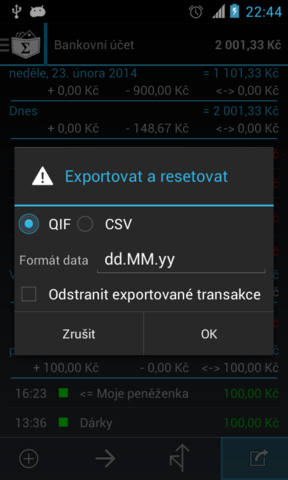 22:44
Bankovní účet 2 001,33 Kč
neděle, 23. února 2014 = 1 101,33 Kč
+ 0,00 Kč - 900,00 Kč <-> 0,00 Kč
Dnes = 2 001,33 Kč
+ 0,00 Kč - 148,67 Kč <-> 0,00 Kč
Exportovat a resetovat
QIF CSV
Formát data dd.MM.yy
Odstranit exportované transakce
Zrušit OK
+ 100,00 Kč - 0,00 Kč <-> 100,00 Kč
16:23 <= Moje peněženka 100,00 Kč
13:36 Dárky 100,00 Kč